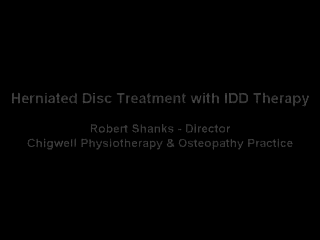 Herniated Disc Treatment with IDD Therapy
Robert Shanks - Director
Chigwell Physiotherapy & Osteopathy Practice